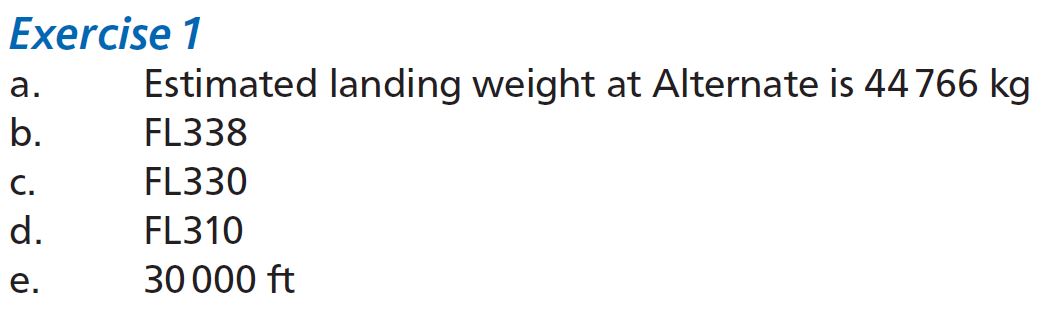 Exercise 1
a. Estimated landing weight at Alternate is 44 766 kg
b. FL338
c. FL330
d. FL310
e. 30 000 ft